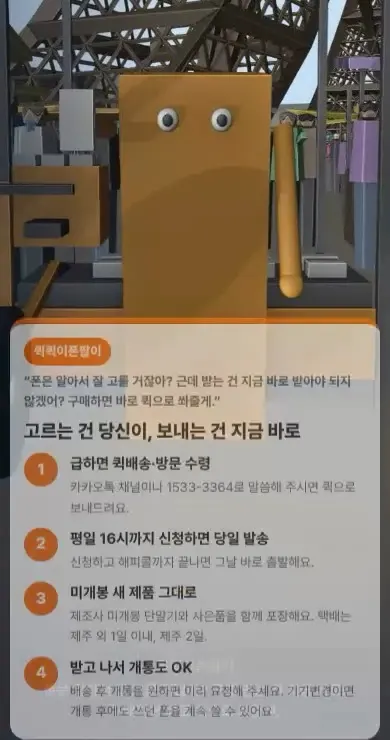 퀵퀵이폰팔이
“폰은 알아서 잘 고를 거잖아? 근데 받는 건 지금 바로 받아야 되지
않겠어? 구매하면 바로 퀵으로 쏴줄게.”
고르는 건 당신이, 보내는 건 지금 바로
1 급하면 퀵배송·방문 수령
카카오톡 채널이나 1533-3364로 말씀해 주시면 퀵으로
보내드려요.
2 평일 16시까지 신청하면 당일 발송
신청하고 해피콜까지 끝나면 그날 바로 출발해요.
3 미개봉 새 제품 그대로
제조사 미개봉 단말기와 사은품을 함께 포장해요. 택배는
제주 외 1일 이내, 제주 2일.
4 받고 나서 개통도 OK
배송 후 개통을 원하면 미리 요청해 주세요. 기기변경이면
개통 후에도 쓰던 폰을 계속 쓸 수 있어요.